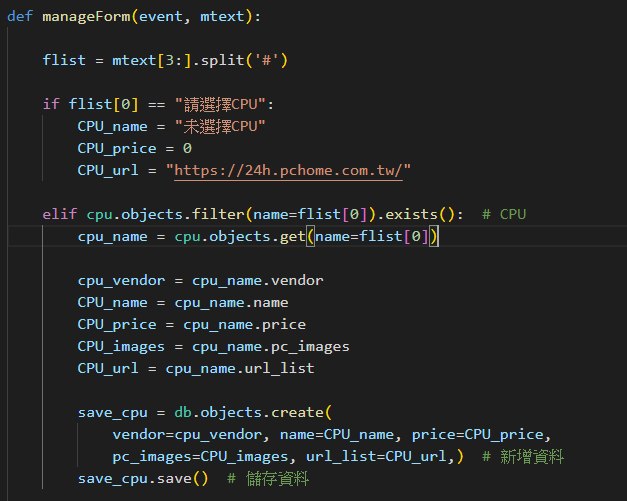 def manageForm(event, mtext):
flist = mtext[3:].split('#')
if flist[0] == "請選擇CPU":
CPU_name = "未選擇CPU"
CPU_price = 0
CPU_url = "https://24h.pchome.com.tw/"
elif cpu.objects.filter(name=flist[0]).exists():  # CPU
cpu_name = cpu.objects.get(name=flist[0])
cpu_vendor = cpu_name.vendor
CPU_name = cpu_name.name
CPU_price = cpu_name.price
CPU_images = cpu_name.pc_images
CPU_url = cpu_name.url_list
save_cpu = db.objects.create(
vendor=cpu_vendor, name=CPU_name, price=CPU_price,
pc_images=CPU_images, url_list=CPU_url,)  # 新增資料
save_cpu.save()  # 儲存資料